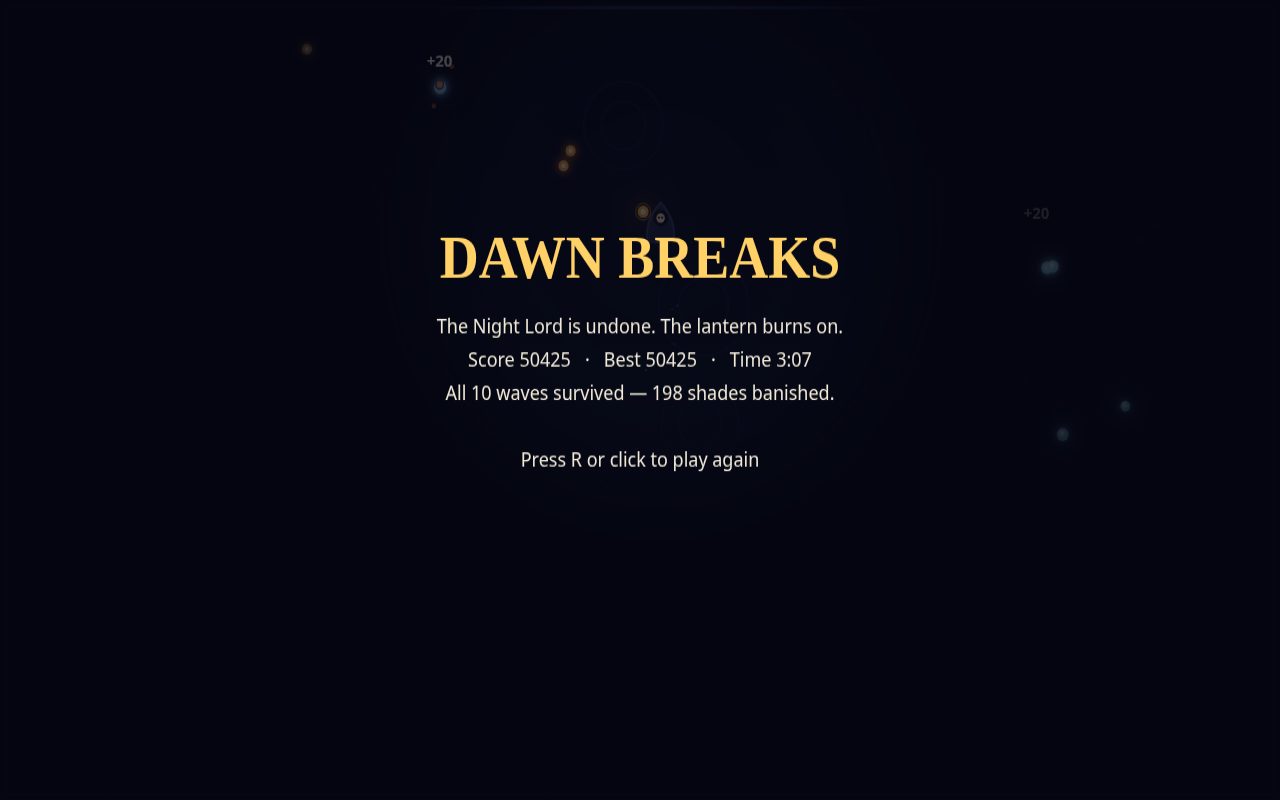 +20
+20
DAWN BREAKS
The Night Lord is undone. The lantern burns on.
Score 50425 · Best 50425 · Time 3:07
All 10 waves survived — 198 shades banished.
Press R or click to play again